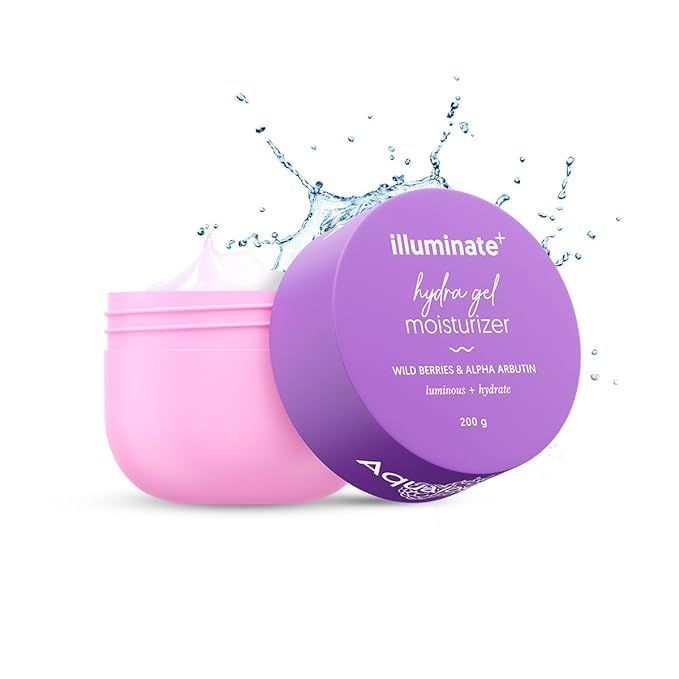 illuminate+
hydra gel
moisturizer
WILD BERRIES & ALPHA ARBUTIN
luminous + hydrate
200 g